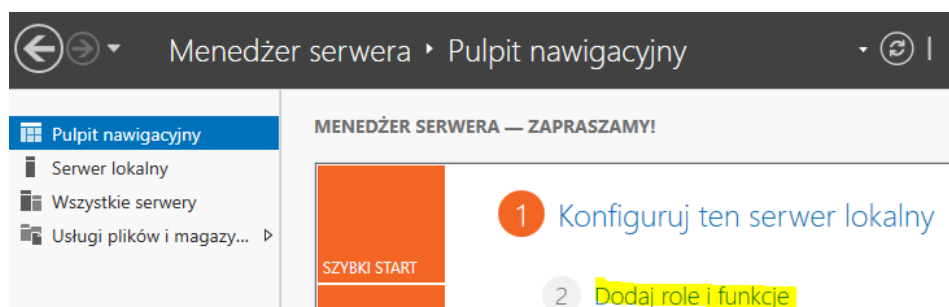 Menedżer serwera ‣ Pulpit nawigacyjny
Pulpit nawigacyjny
Serwer lokalny
Wszystkie serwery
Usługi plików i magazy...
MENEDŻER SERWERA — ZAPRASZAMY!
SZYBKI START
1 Konfiguruj ten serwer lokalny
2 Dodaj role i funkcje